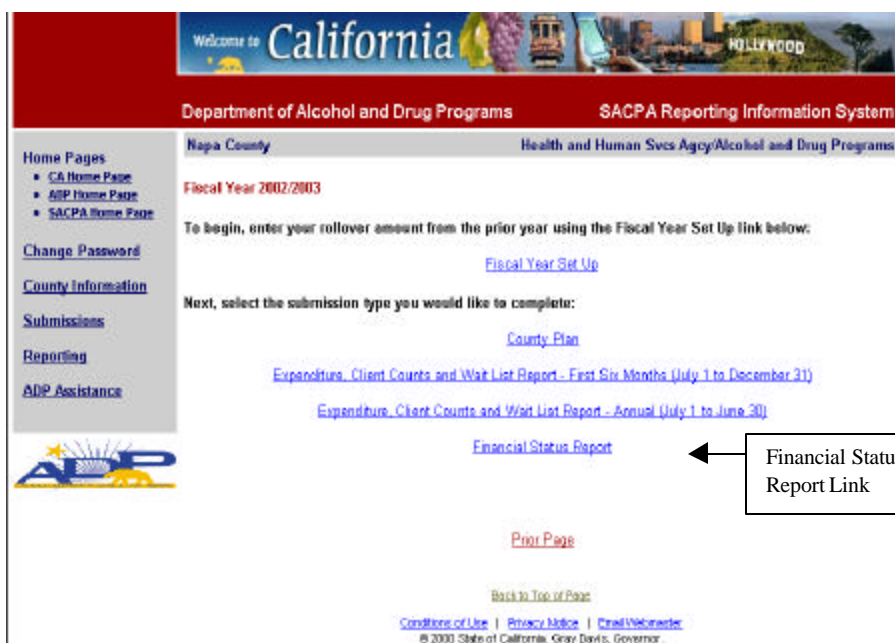 Welcome to California
HOLLYWOOD
Department of Alcohol and Drug Programs SACPA Reporting Information System
Napa County Health and Human Svcs Agcy/Alcohol and Drug Programs
Home Pages
CA Home Page
ADP Home Page
SACPA Home Page
Change Password
County Information
Submissions
Reporting
ADP Assistance
ADP
Fiscal Year 2002/2003
To begin, enter your rollover amount from the prior year using the Fiscal Year Set Up link below:
Fiscal Year Set Up
Next, select the submission type you would like to complete:
County Plan
Expenditure, Client Counts and Wait List Report - First Six Months (July 1 to December 31)
Expenditure, Client Counts and Wait List Report - Annual (July 1 to June 30)
Financial Status Report
Financial Statu
Report Link
Prior Page
Back to Top of Page
Conditions of Use | Privacy Notice | Email Webmaster
© 2000 State of California. Gray Davis, Governor.